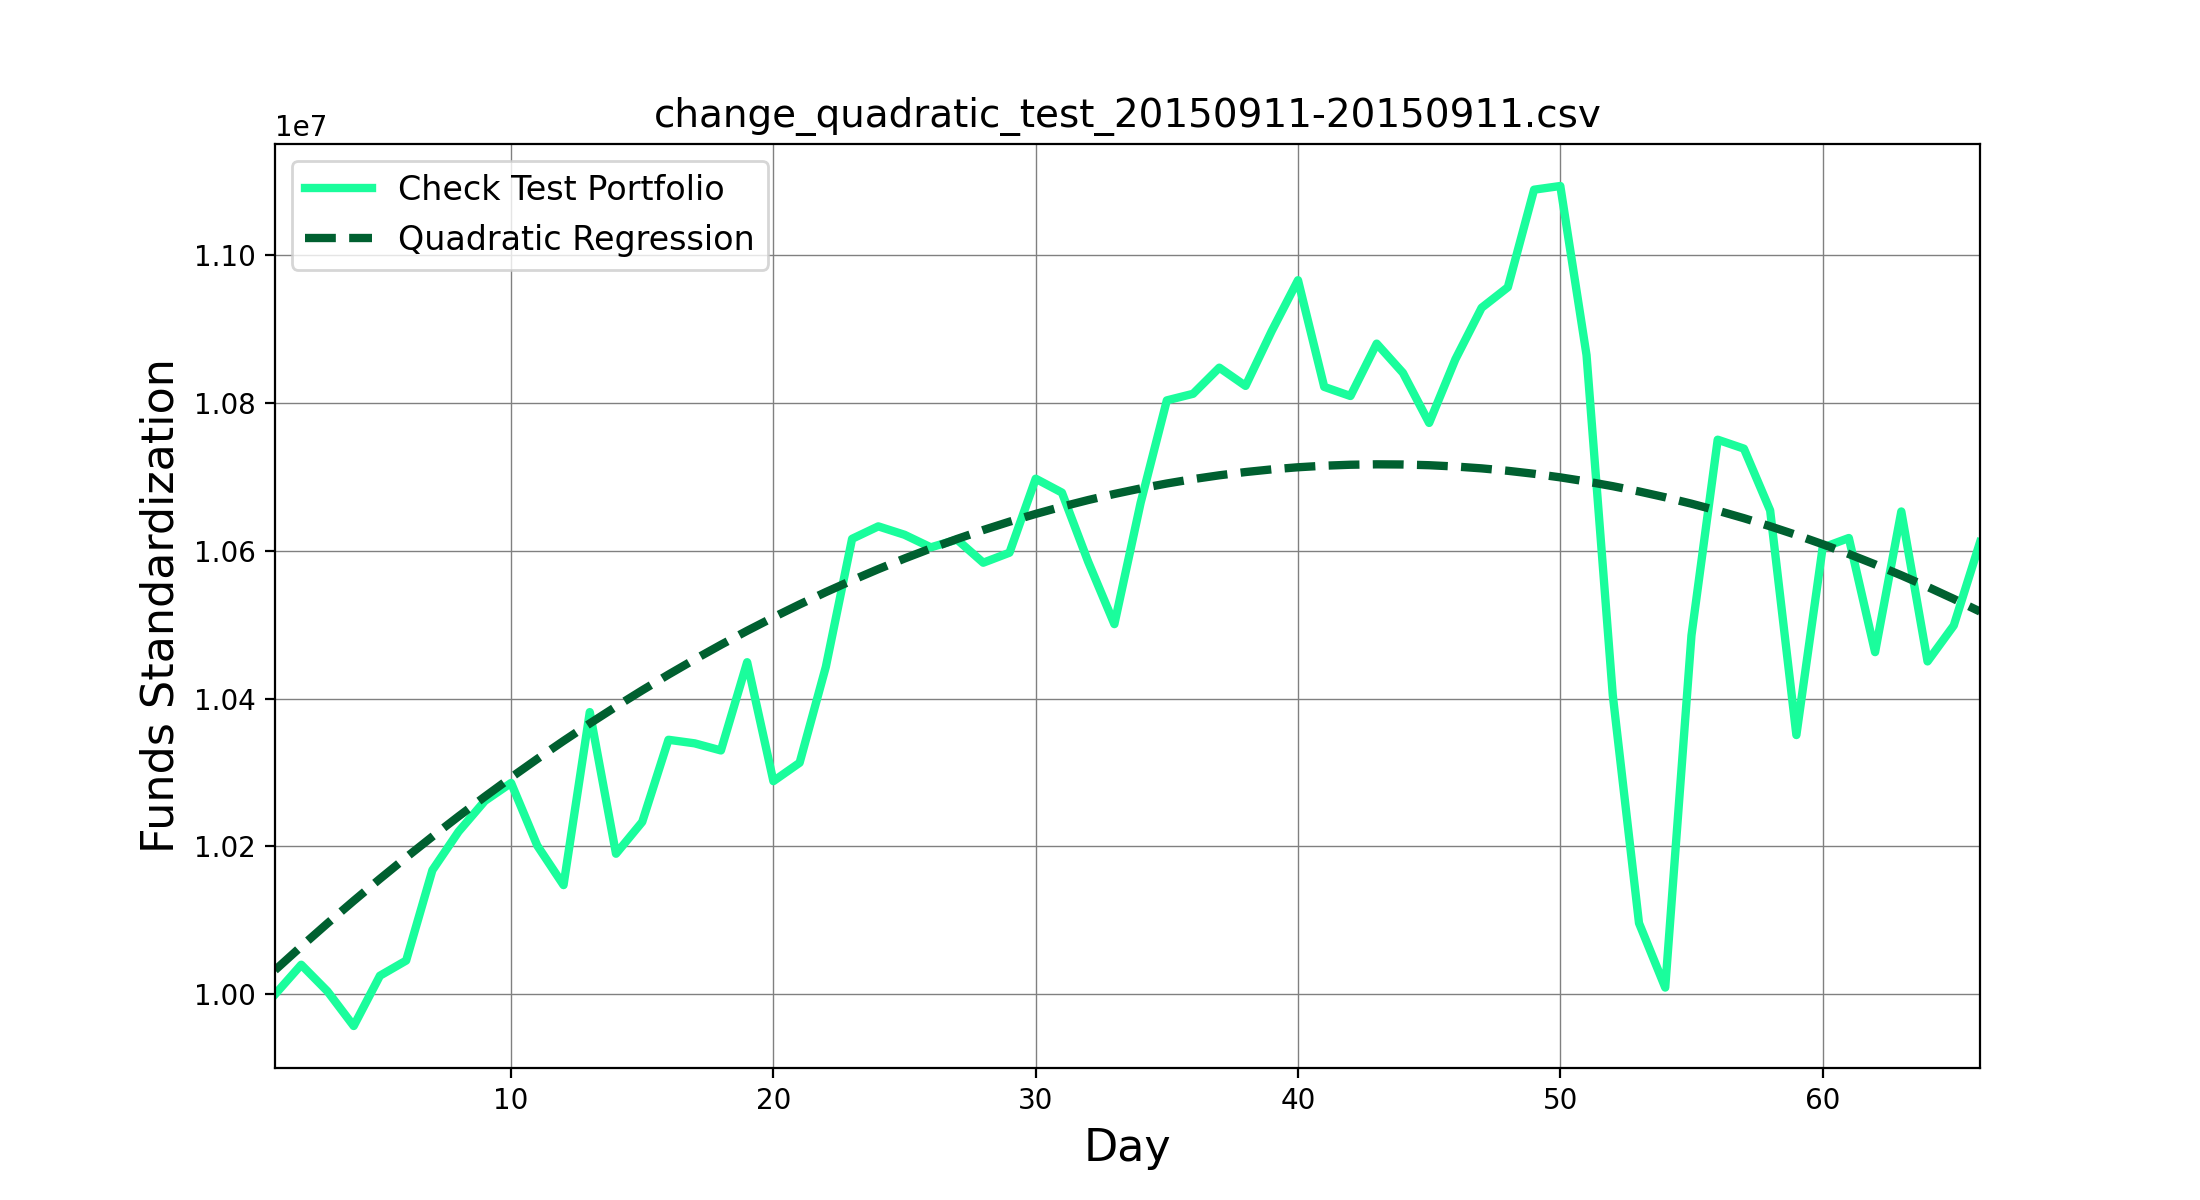 change_quadratic_test_20150911-20150911.csv
1e7
Check Test Portfolio
Quadratic Regression
1.10
1.08
1.06
1.04
1.02
1.00
Funds Standardization
10 20 30 40 50 60
Day